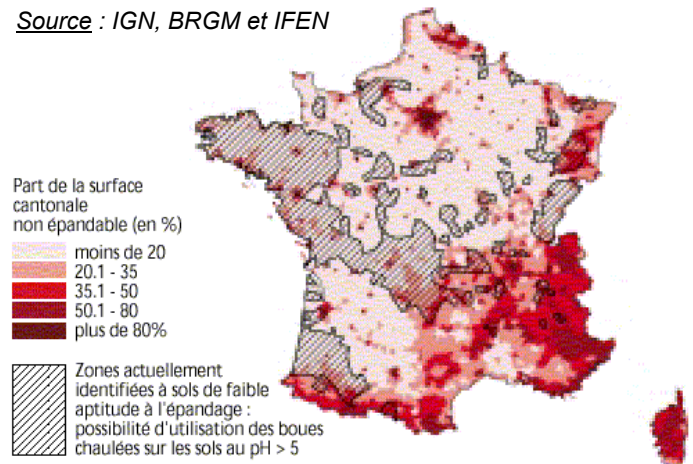 Source : IGN, BRGM et IFEN
Part de la surface
cantonale
non épandable (en %)
moins de 20
20.1 - 35
35.1 - 50
50.1 - 80
plus de 80%
Zones actuellement
identifiées à sols de faible
aptitude à l'épandage :
possibilité d'utilisation des boues
chaulées sur les sols au pH > 5